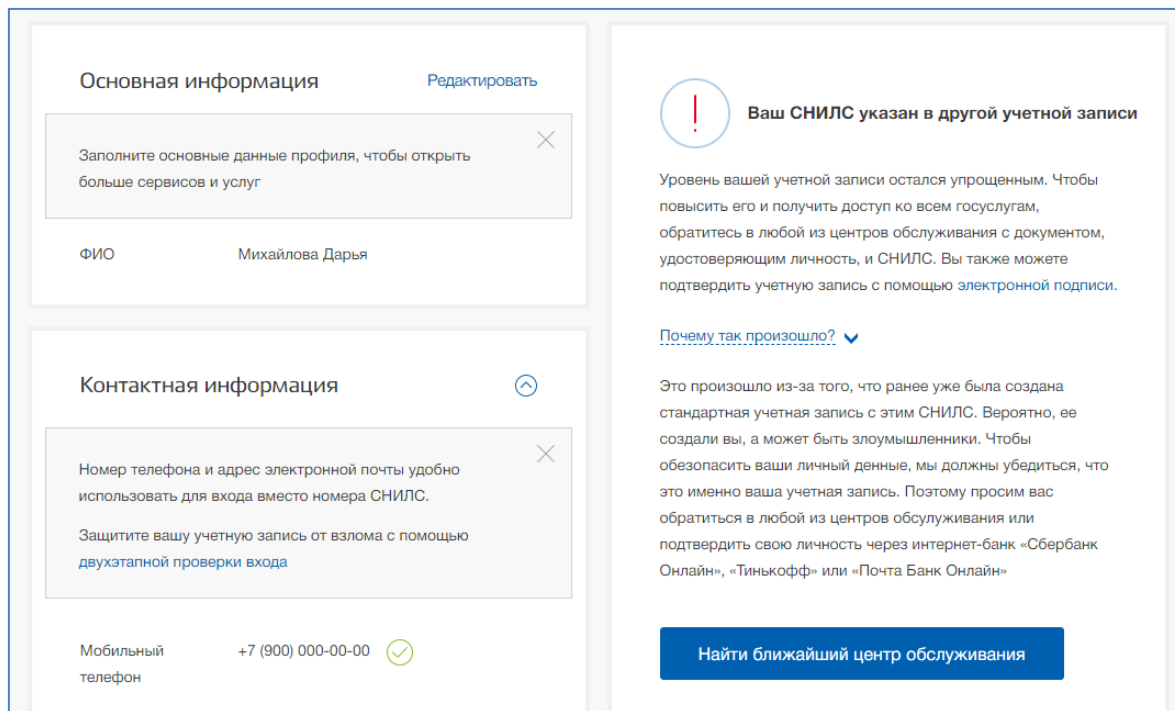 Основная информация
Редактировать
Заполните основные данные профиля, чтобы открыть
больше сервисов и услуг
ФИО
Михайлова Дарья
Контактная информация
Номер телефона и адрес электронной почты удобно
использовать для входа вместо номера СНИЛС.
Защитите вашу учетную запись от взлома с помощью
двухэтапной проверки входа
Мобильный
телефон
+7 (900) 000-00-00
Ваш СНИЛС указан в другой учетной записи
Уровень вашей учетной записи остался упрощенным. Чтобы
повысить его и получить доступ ко всем госуслугам,
обратитесь в любой из центров обслуживания с документом,
удостоверяющим личность, и СНИЛС. Вы также можете
подтвердить учетную запись с помощью электронной подписи.
Почему так произошло?
Это произошло из-за того, что ранее уже была создана
стандартная учетная запись с этим СНИЛС. Вероятно, ее
создали вы, а может быть злоумышленники. Чтобы
обезопасить ваши личный денные, мы должны убедиться, что
это именно ваша учетная запись. Поэтому просим вас
обратиться в любой из центров обсулуживания или
подтвердить свою личность через интернет-банк «Сбербанк
Онлайн», «Тинькофф» или «Почта Банк Онлайн»
Найти ближайший центр обслуживания